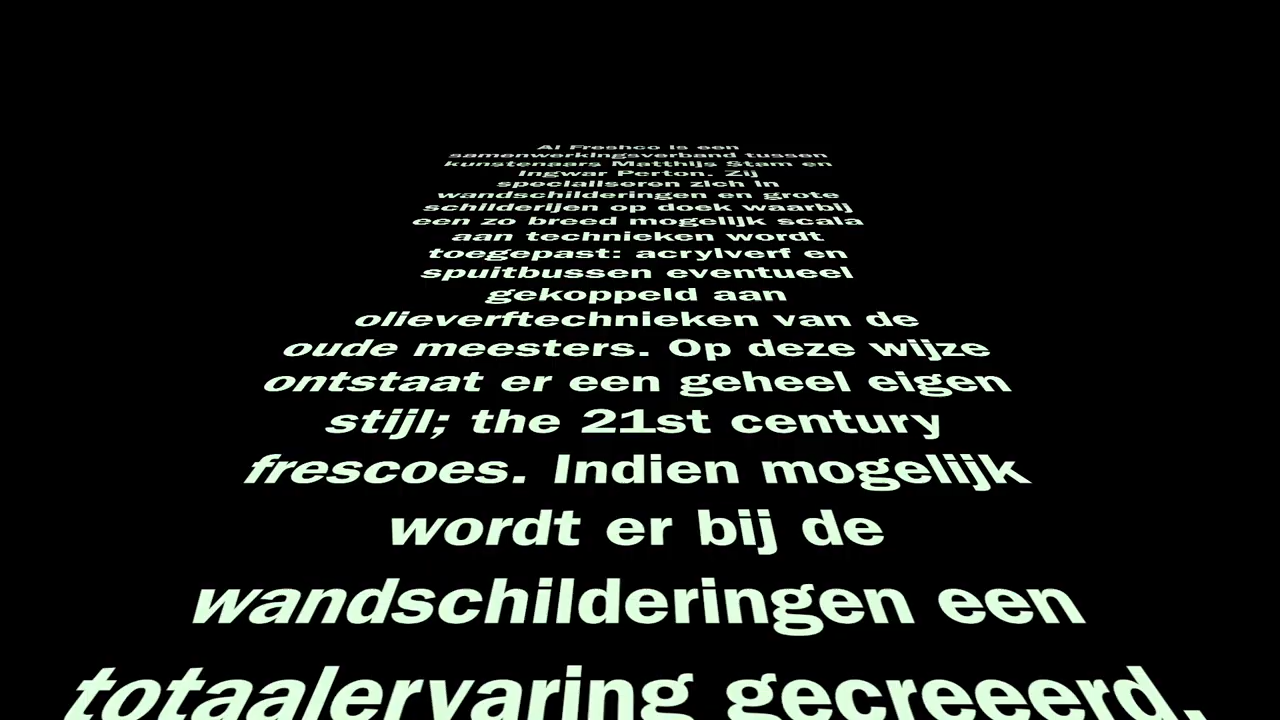 Al Freshco is een
samenwerkingsverband tussen
kunstenaars Matthijs Stam en
Ingwar Perton. Zij
specialiseren zich in
wandschilderingen en grote
schilderijen op doek waarbij
een zo breed mogelijk scala
aan technieken wordt
toegepast: acrylverf en
spuitbussen eventueel
gekoppeld aan
olieverftechnieken van de
oude meesters. Op deze wijze
ontstaat er een geheel eigen
stijl; the 21st century
frescoes. Indien mogelijk
wordt er bij de
wandschilderingen een
totaalervaring gecreeerd.